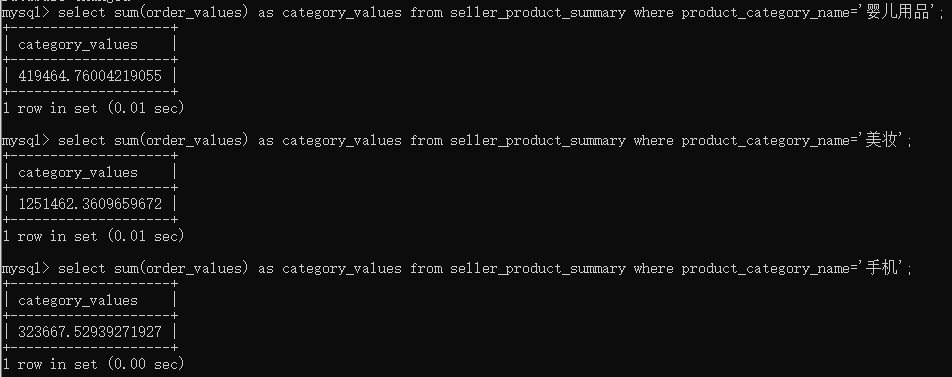 mysql> select sum(order_values) as category_values from seller_product_summary where product_category_name='婴儿用品';
+--------------------+
| category_values    |
+--------------------+
| 419464.76004219055 |
+--------------------+
1 row in set (0.01 sec)
mysql> select sum(order_values) as category_values from seller_product_summary where product_category_name='美妆';
+--------------------+
| category_values    |
+--------------------+
| 1251462.3609659672 |
+--------------------+
1 row in set (0.01 sec)
mysql> select sum(order_values) as category_values from seller_product_summary where product_category_name='手机';
+--------------------+
| category_values    |
+--------------------+
| 323667.52939271927 |
+--------------------+
1 row in set (0.00 sec)